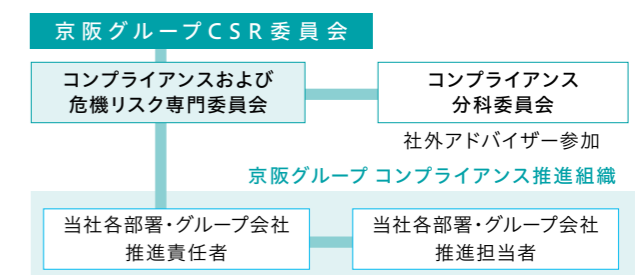 京阪グループCSR委員会
コンプライアンスおよび
危機リスク専門委員会
コンプライアンス
分科委員会
社外アドバイザー参加
京阪グループ コンプライアンス推進組織
当社各部署・グループ会社
推進責任者
当社各部署・グループ会社
推進担当者